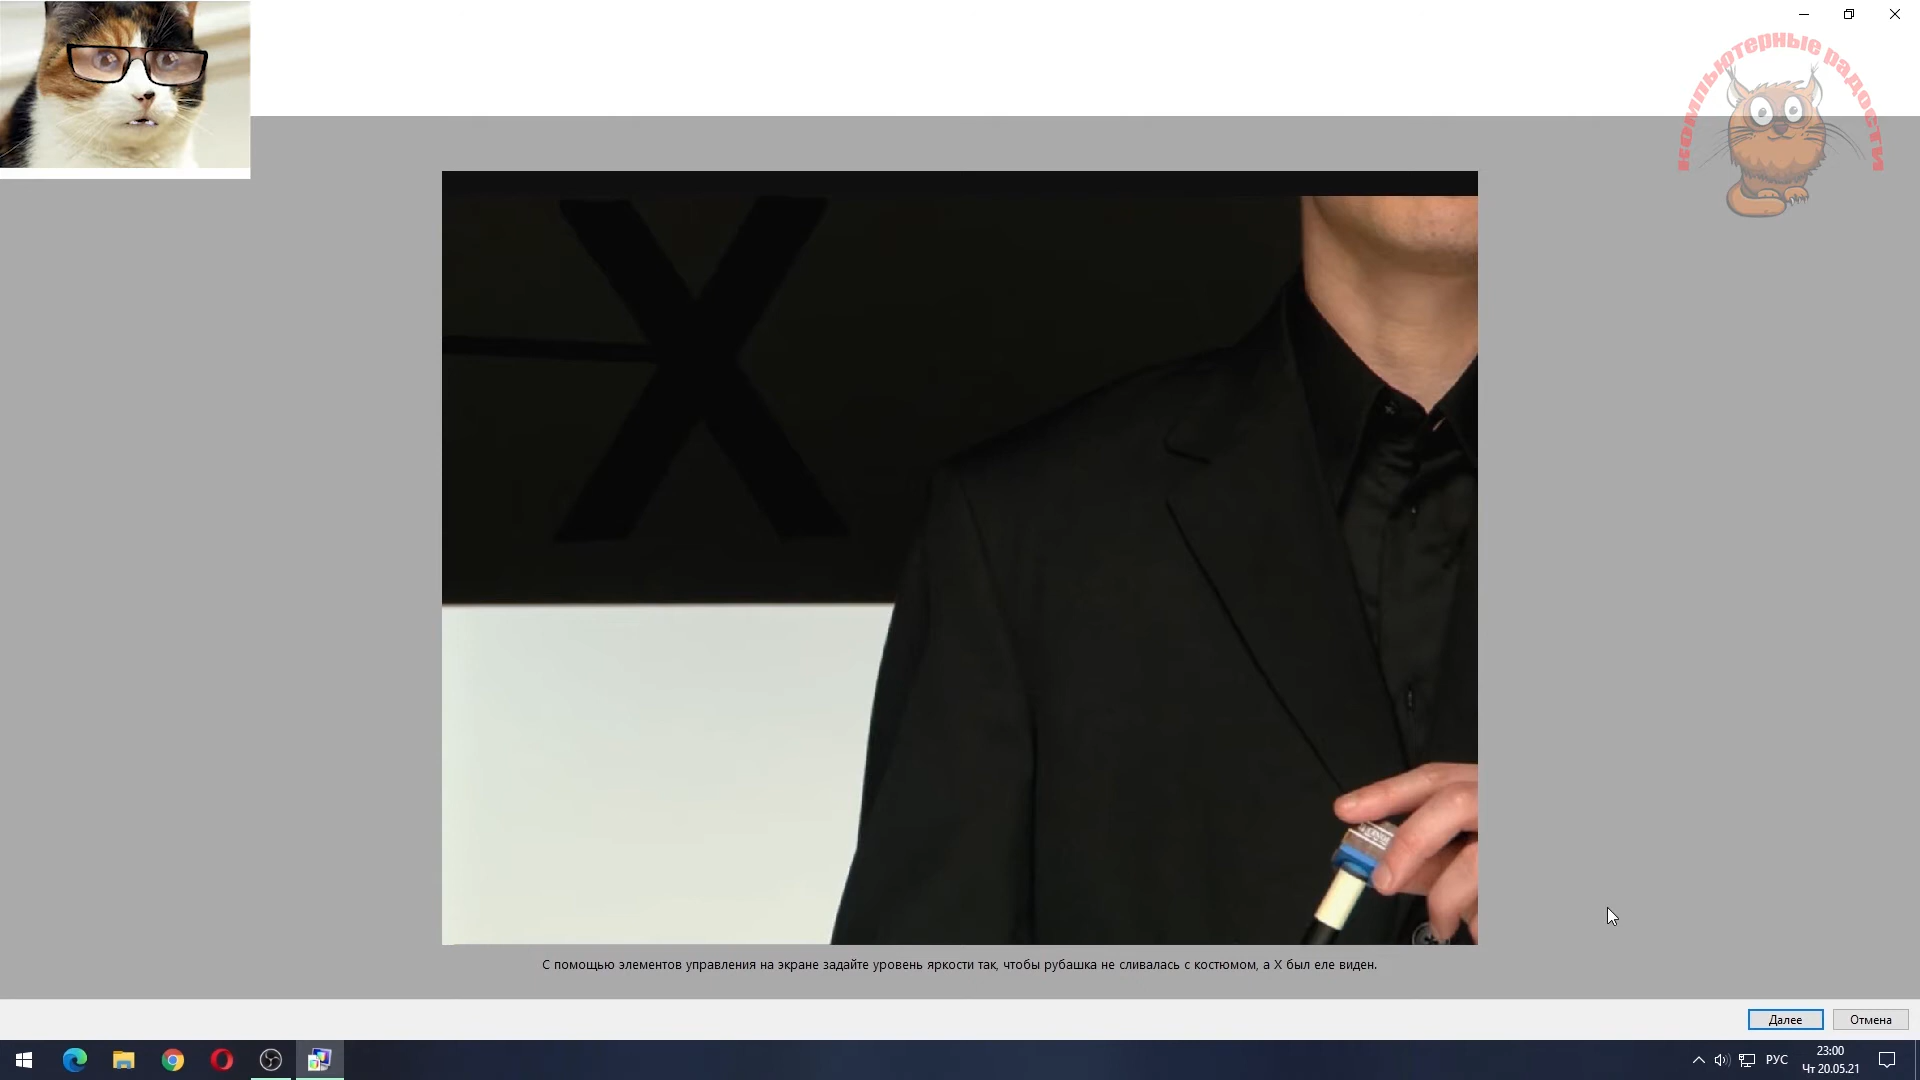 компьютерные радости
X
С помощью элементов управления на экране задайте уровень яркости так, чтобы рубашка не сливалась с костюмом, а X был еле виден.
Далее
Отмена
РУС
23:00
Чт 20.05.21